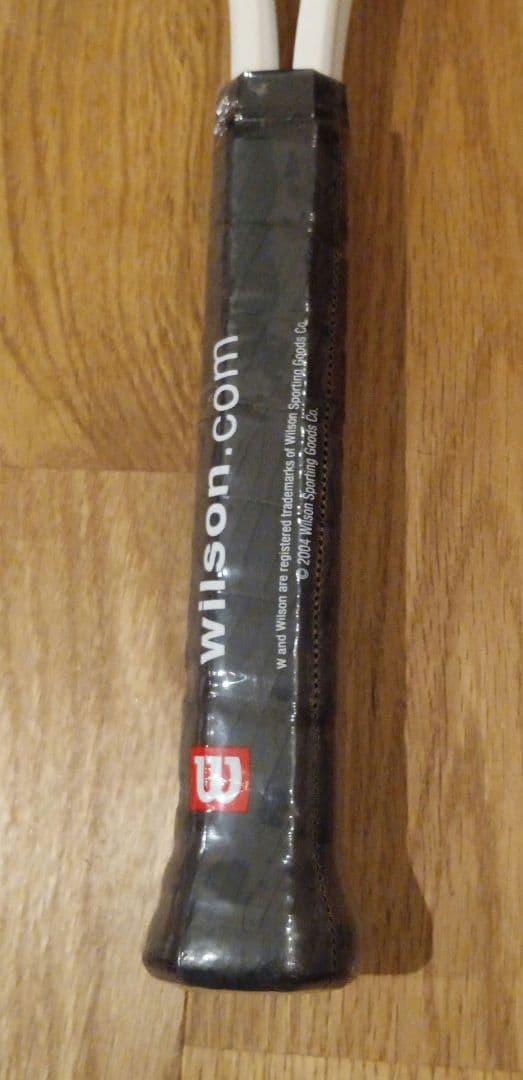 wilson.com
W and Wilson are registered trademarks of Wilson Sporting Goods Co.
© 2004 Wilson Sporting Goods Co.
W